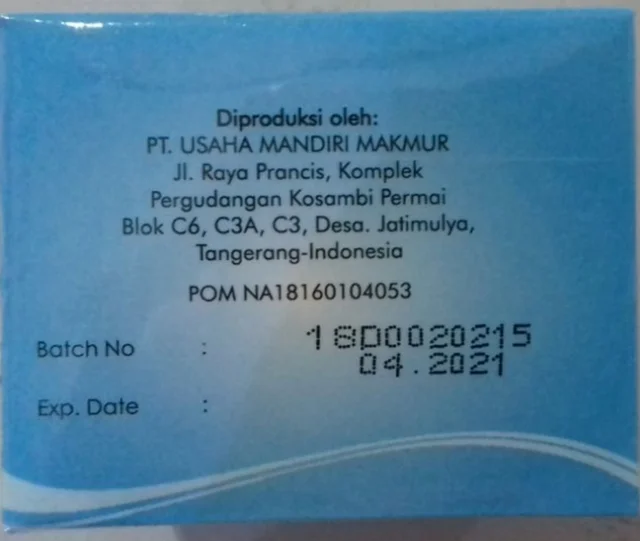 Diproduksi oleh:
PT. USAHA MANDIRI MAKMUR
Jl. Raya Prancis, Komplek
Pergudangan Kosambi Permai
Blok C6, C3A, C3, Desa. Jatimulya,
Tangerang-Indonesia
POM NA18160104053
Batch No : 18D0020215
04.2021
Exp. Date :